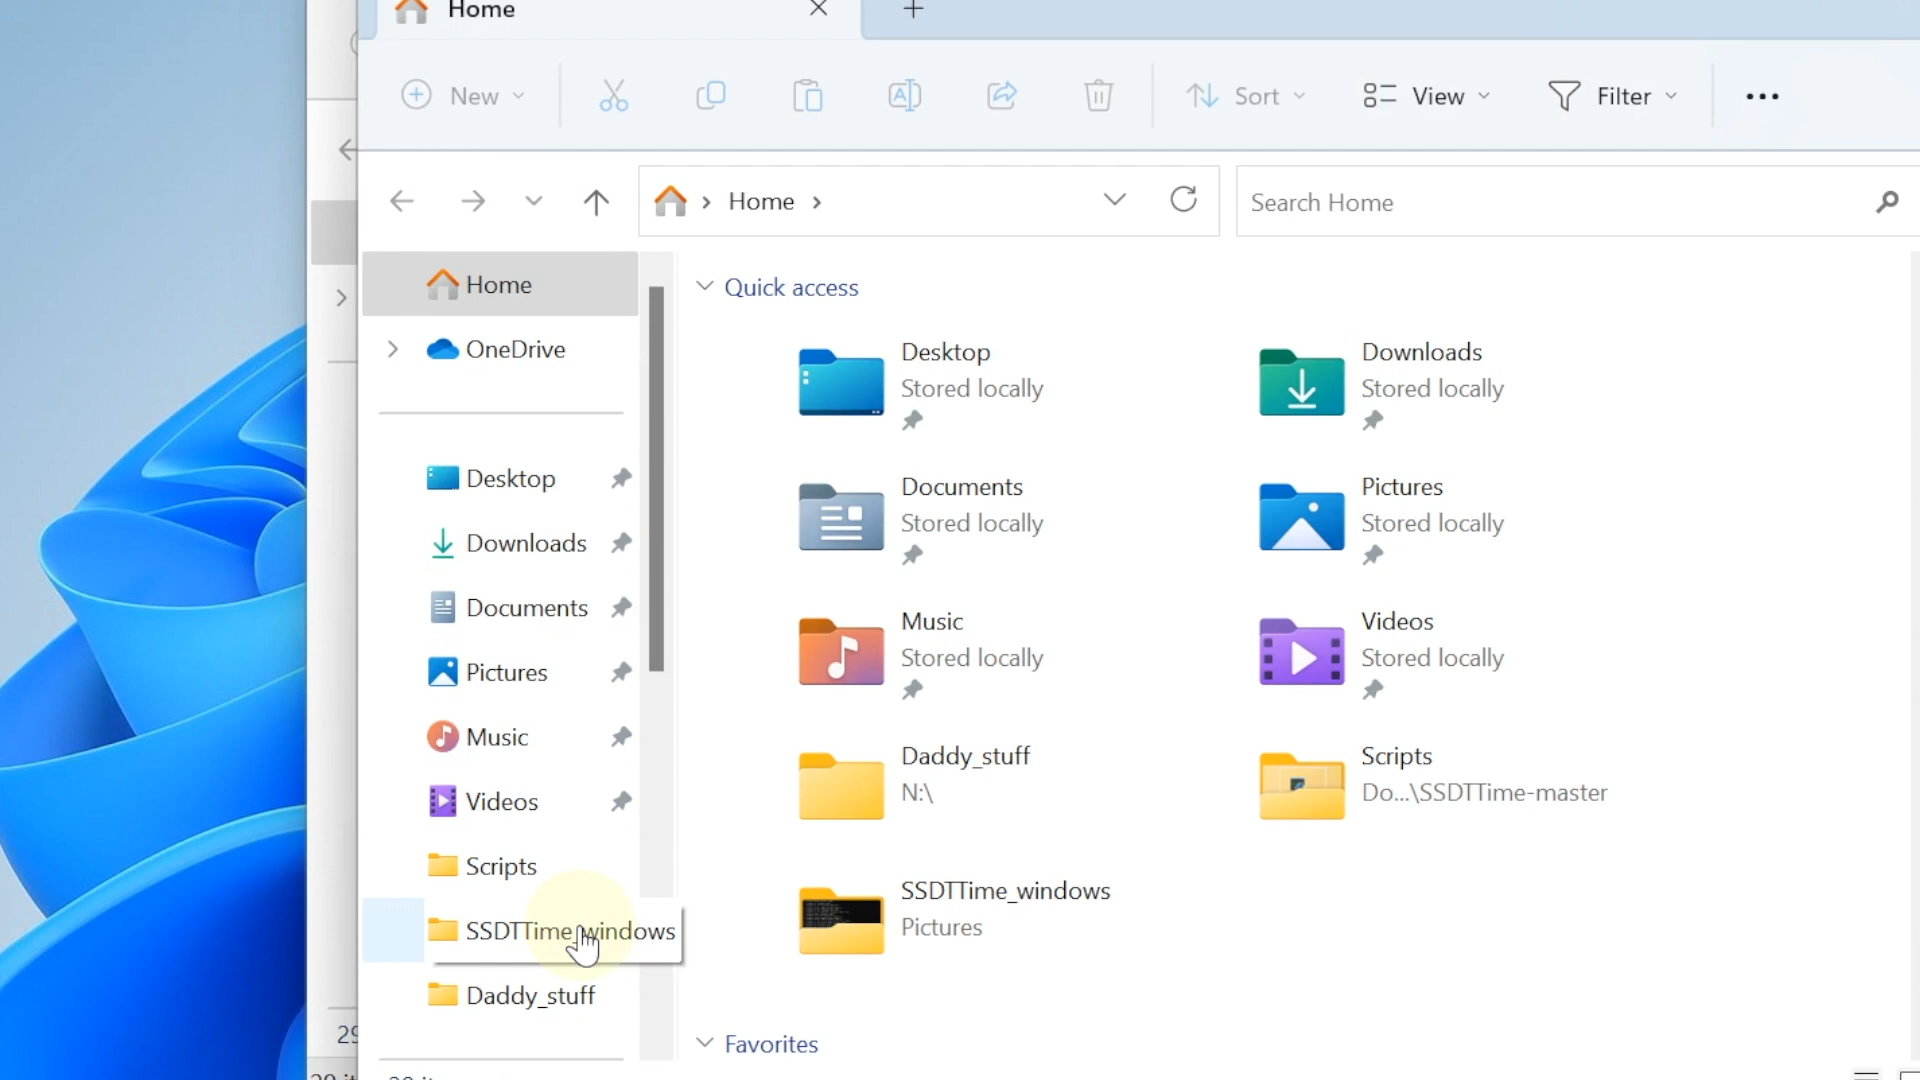 Home
New
Sort
View
Filter
Home
Search Home
Home
OneDrive
Desktop
Downloads
Documents
Pictures
Music
Videos
Scripts
SSDTTime_windows
Daddy_stuff
Quick access
Desktop
Stored locally
Downloads
Stored locally
Documents
Stored locally
Pictures
Stored locally
Music
Stored locally
Videos
Stored locally
Daddy_stuff
N:\
Scripts
Do...\SSDTTime-master
SSDTTime_windows
Pictures
Favorites